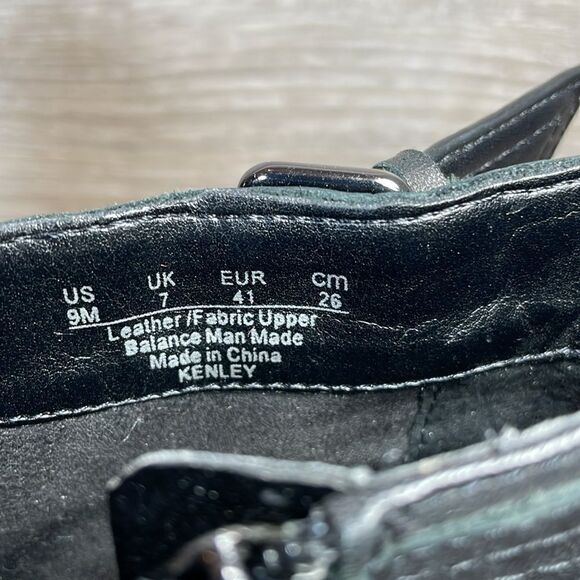 US UK EUR cm
9M 7 41 26
Leather/Fabric Upper
Balance Man Made
Made in China
KENLEY